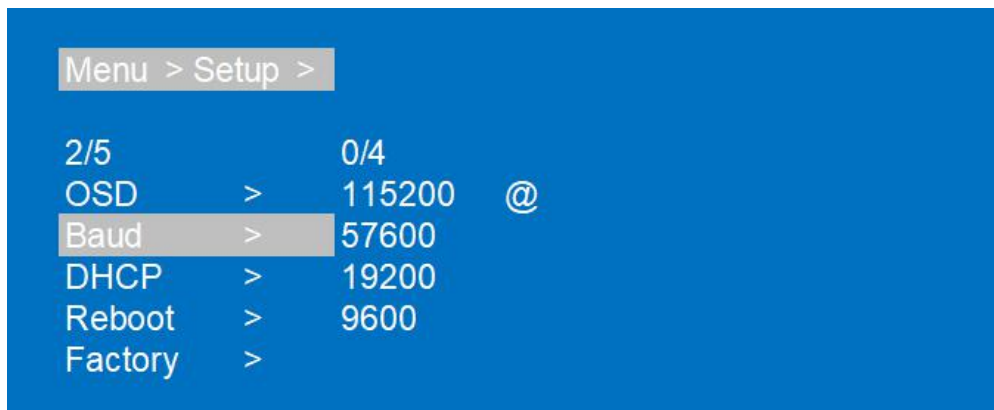 Menu > Setup >
2/5 0/4
OSD > 115200 @
Baud > 57600
DHCP > 19200
Reboot > 9600
Factory >